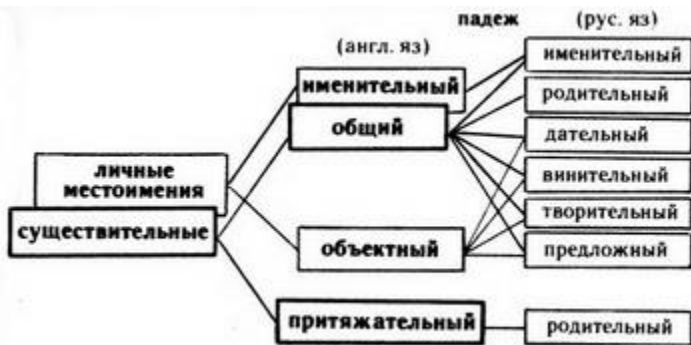 падеж
(англ. яз)
(рус. яз)
именительный
общий
личные
местоимения
существительные
объектный
притяжательный
именительный
родительный
дательный
винительный
творительный
предложный
родительный